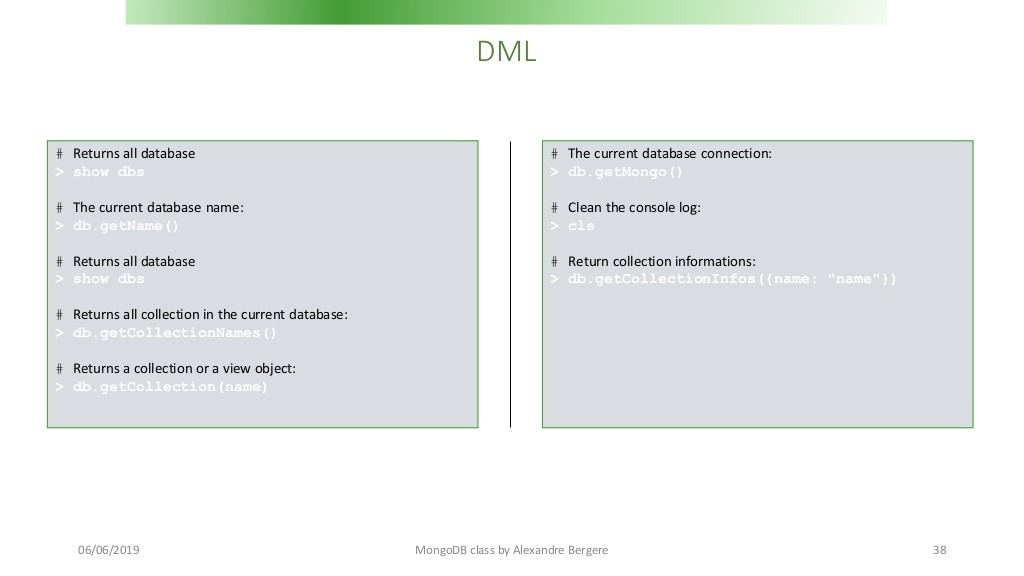 DML
# Returns all database
> show dbs
# The current database name:
> db.getName()
# Returns all database
> show dbs
# Returns all collection in the current database:
> db.getCollectionNames()
# Returns a collection or a view object:
> db.getCollection(name)
# The current database connection:
> db.getMongo()
# Clean the console log:
> cls
# Return collection informations:
> db.getCollectionInfos({name: "name"})
06/06/2019
MongoDB class by Alexandre Bergere
38